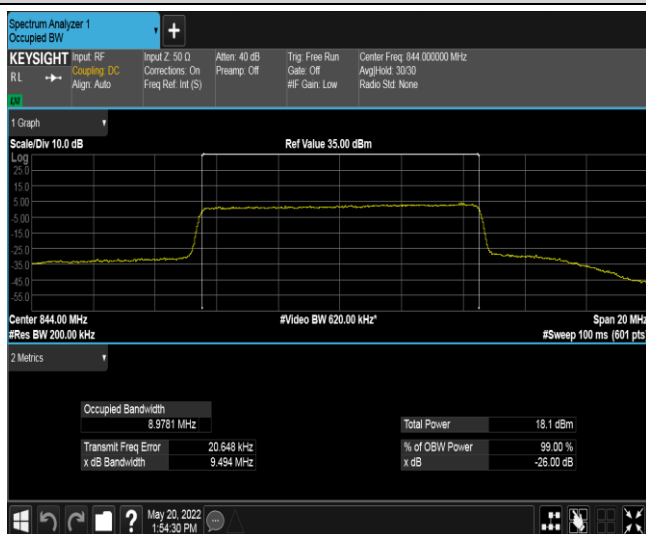 Spectrum Analyzer 1
Occupied BW
+
KEYSIGHT
RL
Input: RF
Coupling: DC
Align: Auto
Input Z: 50 Ω
Corrections: On
Freq Ref: Int (S)
Atten: 40 dB
Preamp: Off
Trig: Free Run
Gate: Off
#IF Gain: Low
Center Freq: 844.000000 MHz
Avg|Hold: 30/30
Radio Std: None
1 Graph
Scale/Div 10.0 dB
Ref Value 35.00 dBm
Log
25.0
15.0
5.00
-5.00
-15.0
-25.0
-35.0
-45.0
-55.0
Center 844.00 MHz
#Video BW 620.00 kHz*
Span 20 MHz
#Res BW 200.00 kHz
#Sweep 100 ms (601 pts)
2 Metrics
Occupied Bandwidth
8.9781 MHz
Total Power 18.1 dBm
Transmit Freq Error 20.648 kHz
% of OBW Power 99.00 %
x dB Bandwidth 9.494 MHz
x dB -26.00 dB
?
May 20, 2022
1:54:30 PM